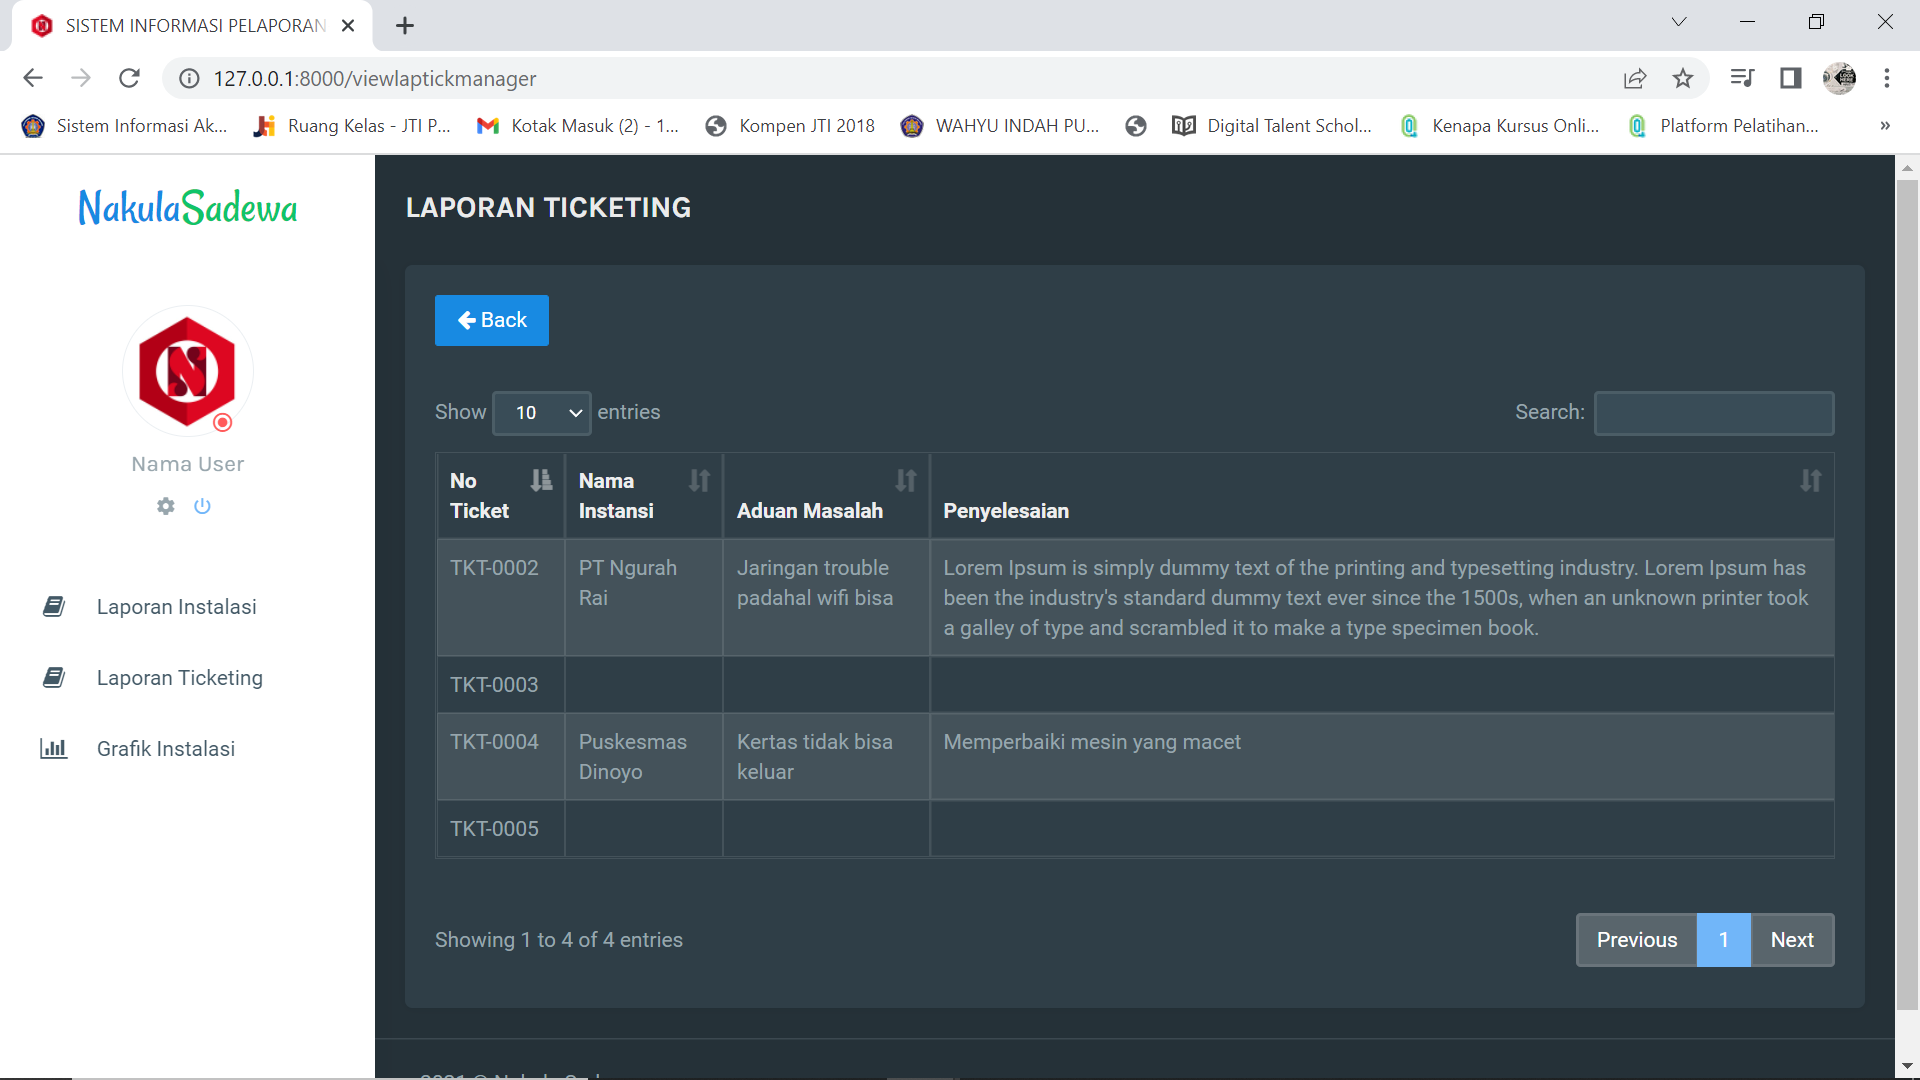 SISTEM INFORMASI PELAPORAN
127.0.0.1:8000/viewlaptickmanager
Sistem Informasi Ak...
Ruang Kelas - JTI P...
Kotak Masuk (2) - 1...
Kompen JTI 2018
WAHYU INDAH PU...
Digital Talent Schol...
Kenapa Kursus Onli...
Platform Pelatihan...
»
NakulaSadewa
Nama User
Laporan Instalasi
Laporan Ticketing
Grafik Instalasi
LAPORAN TICKETING
Back
Show 10 entries
Search:
No Ticket
Nama Instansi
Aduan Masalah
Penyelesaian
TKT-0002
PT Ngurah
Rai
Jaringan trouble
padahal wifi bisa
Lorem Ipsum is simply dummy text of the printing and typesetting industry. Lorem Ipsum has
been the industry's standard dummy text ever since the 1500s, when an unknown printer took
a galley of type and scrambled it to make a type specimen book.
TKT-0003
TKT-0004
Puskesmas
Dinoyo
Kertas tidak bisa
keluar
Memperbaiki mesin yang macet
TKT-0005
Showing 1 to 4 of 4 entries
Previous 1 Next